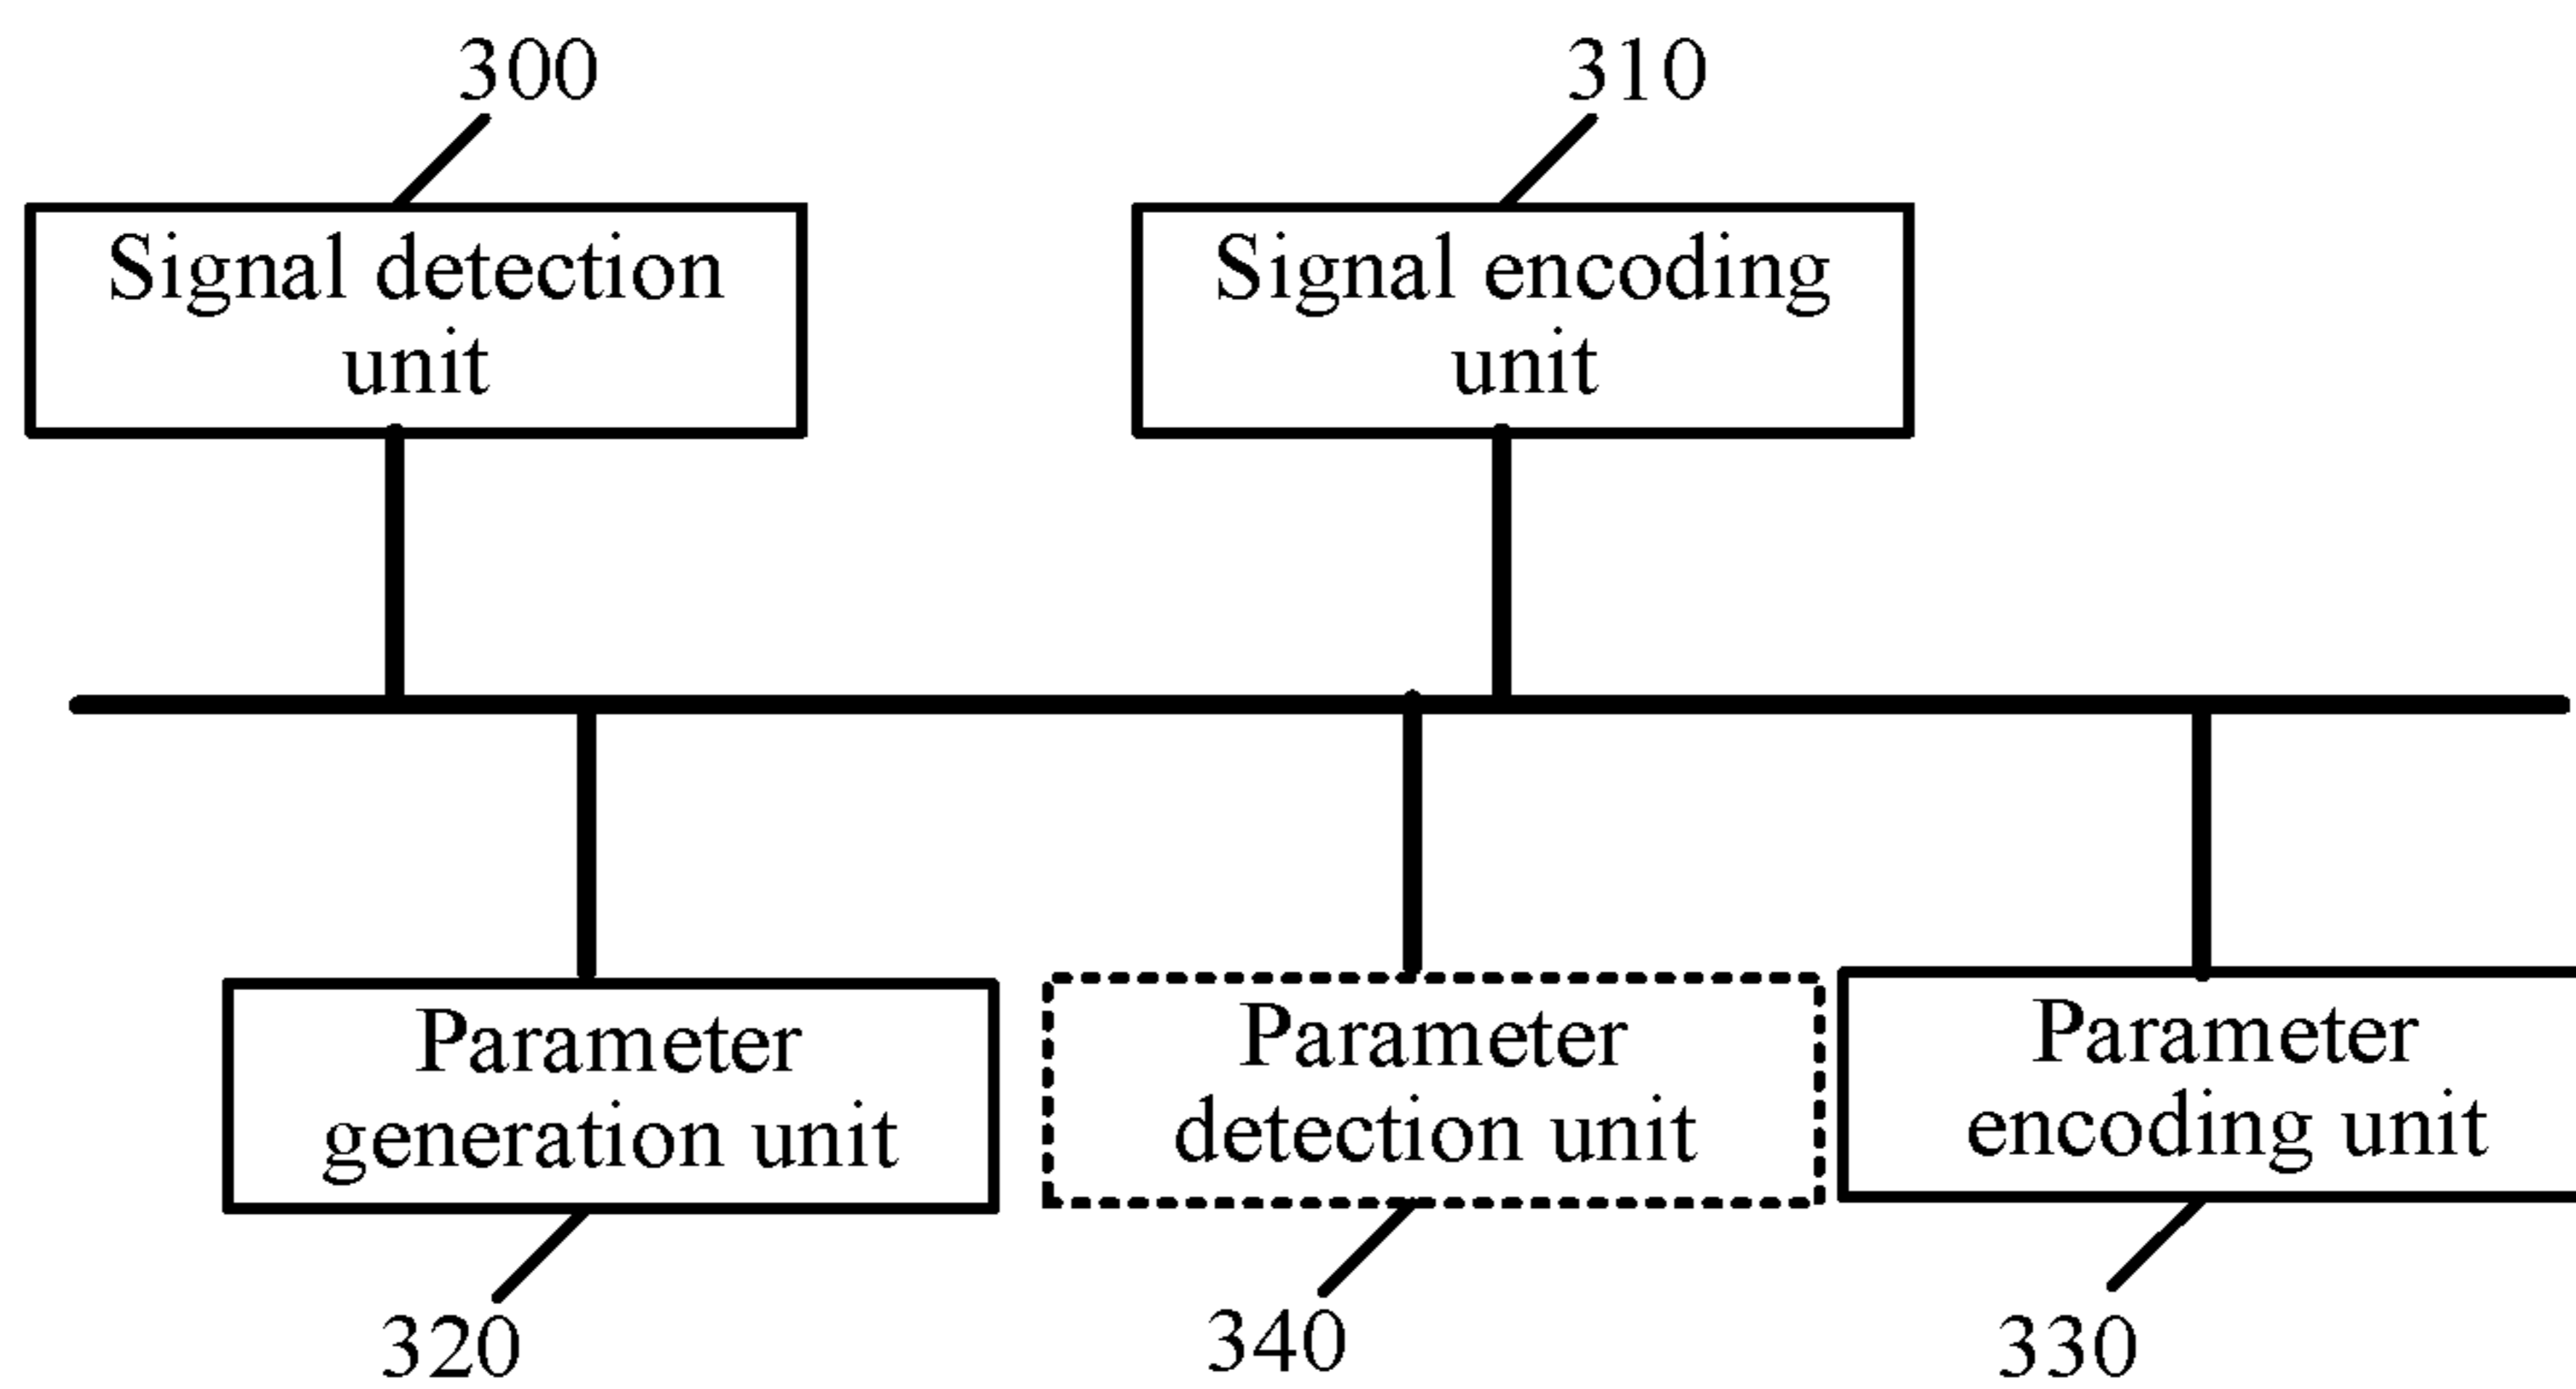 300
310
Signal detection
unit
Signal encoding
unit
Parameter
generation unit
Parameter
detection unit
Parameter
encoding unit
320
340
330